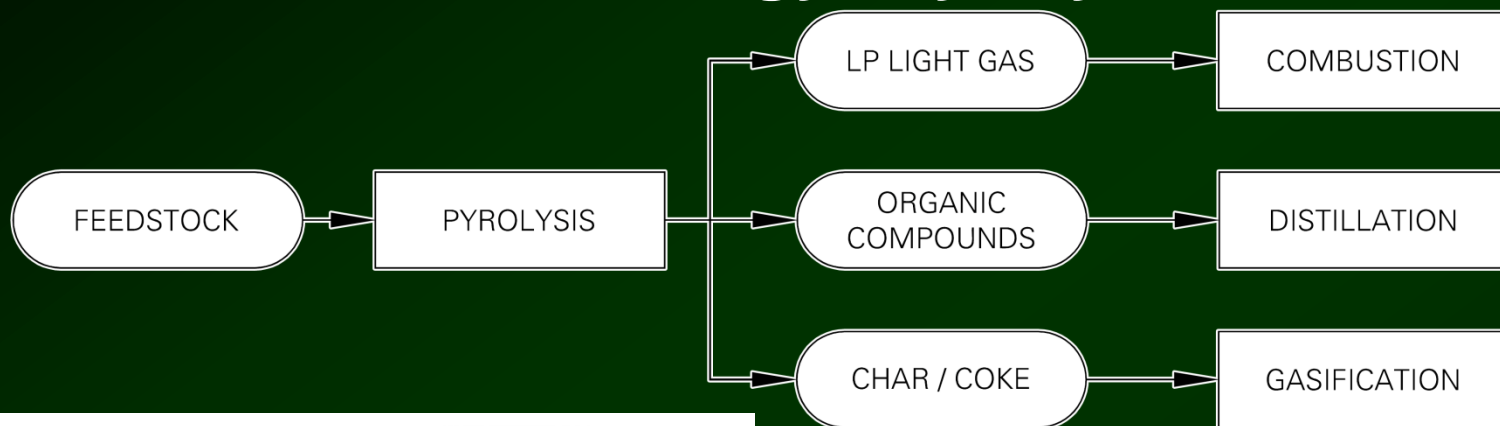 LP LIGHT GAS
COMBUSTION
FEEDSTOCK
PYROLYSIS
ORGANIC
COMPOUNDS
DISTILLATION
CHAR / COKE
GASIFICATION